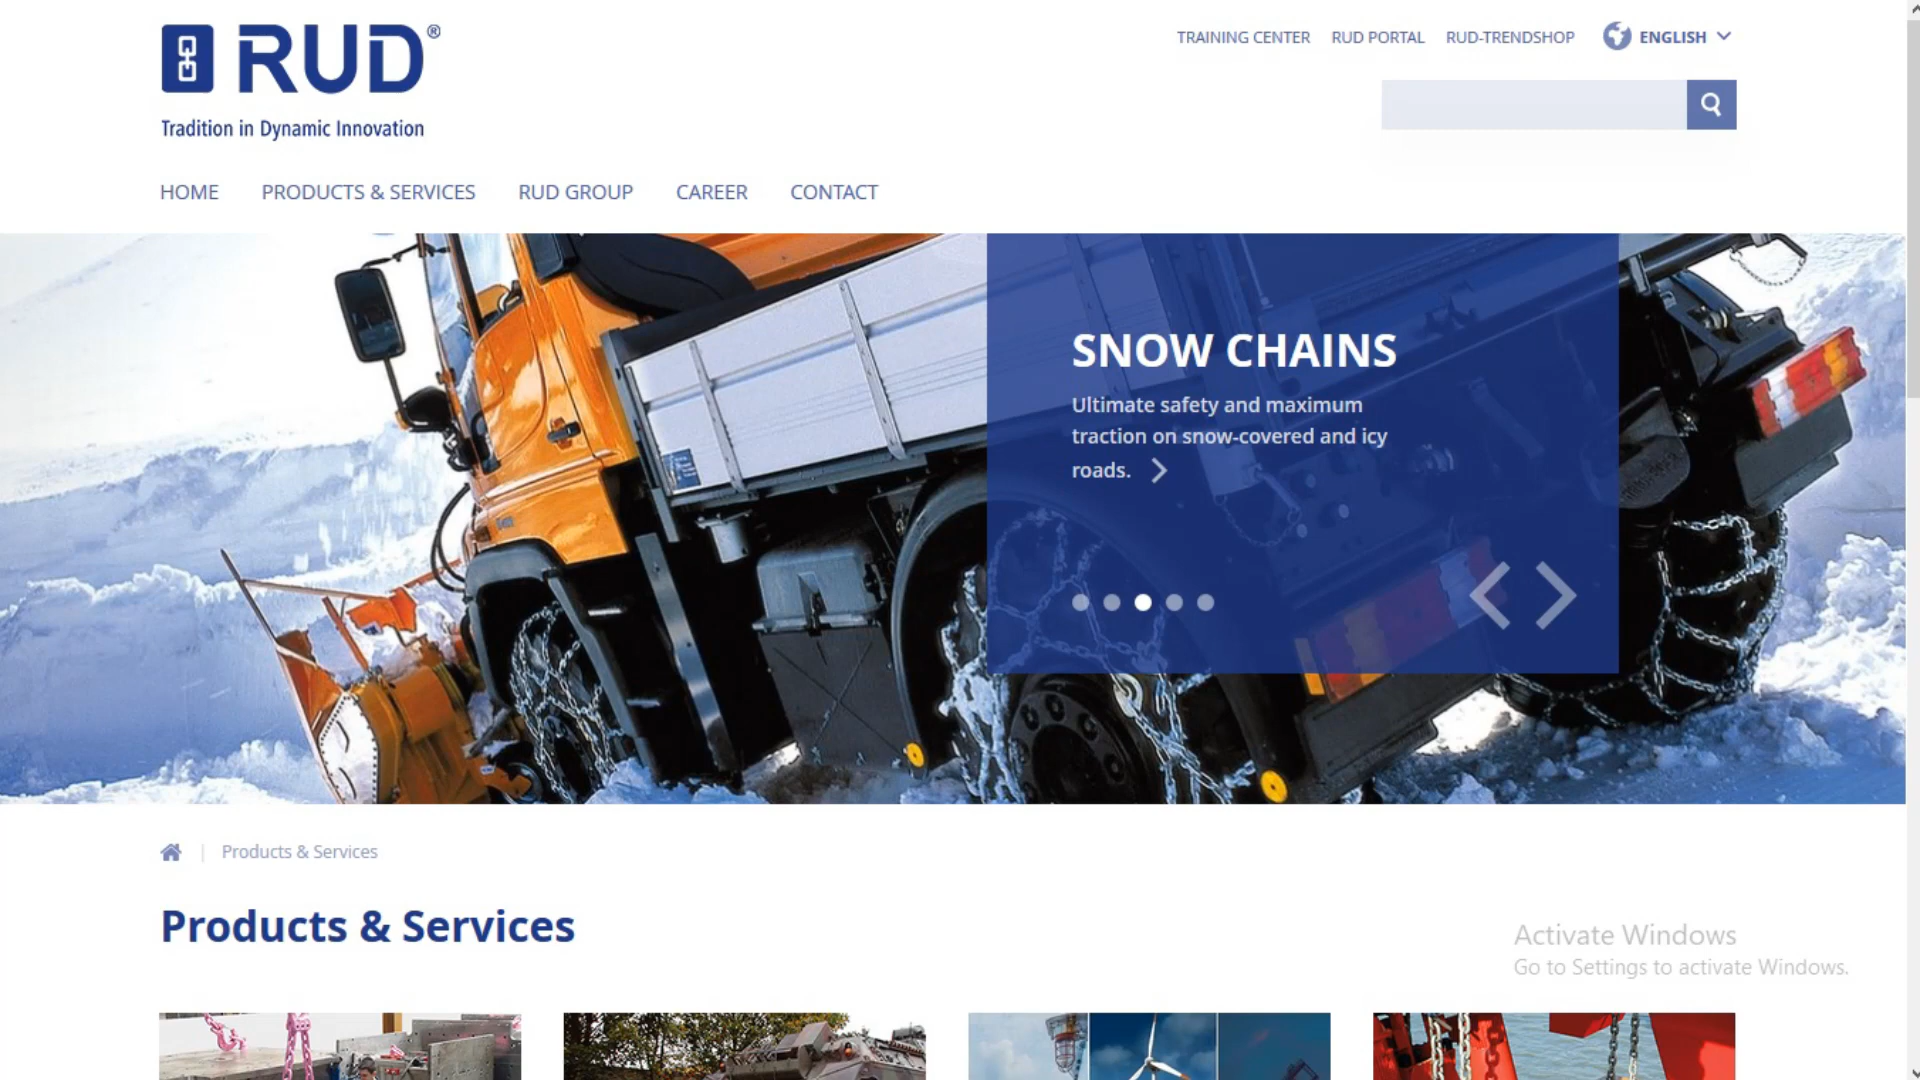 RUD®
Tradition in Dynamic Innovation
TRAINING CENTER RUD PORTAL RUD-TRENDSHOP ENGLISH
HOME PRODUCTS & SERVICES RUD GROUP CAREER CONTACT
SNOW CHAINS
Ultimate safety and maximum
traction on snow-covered and icy
roads.
Products & Services
Products & Services
Activate Windows
Go to Settings to activate Windows.